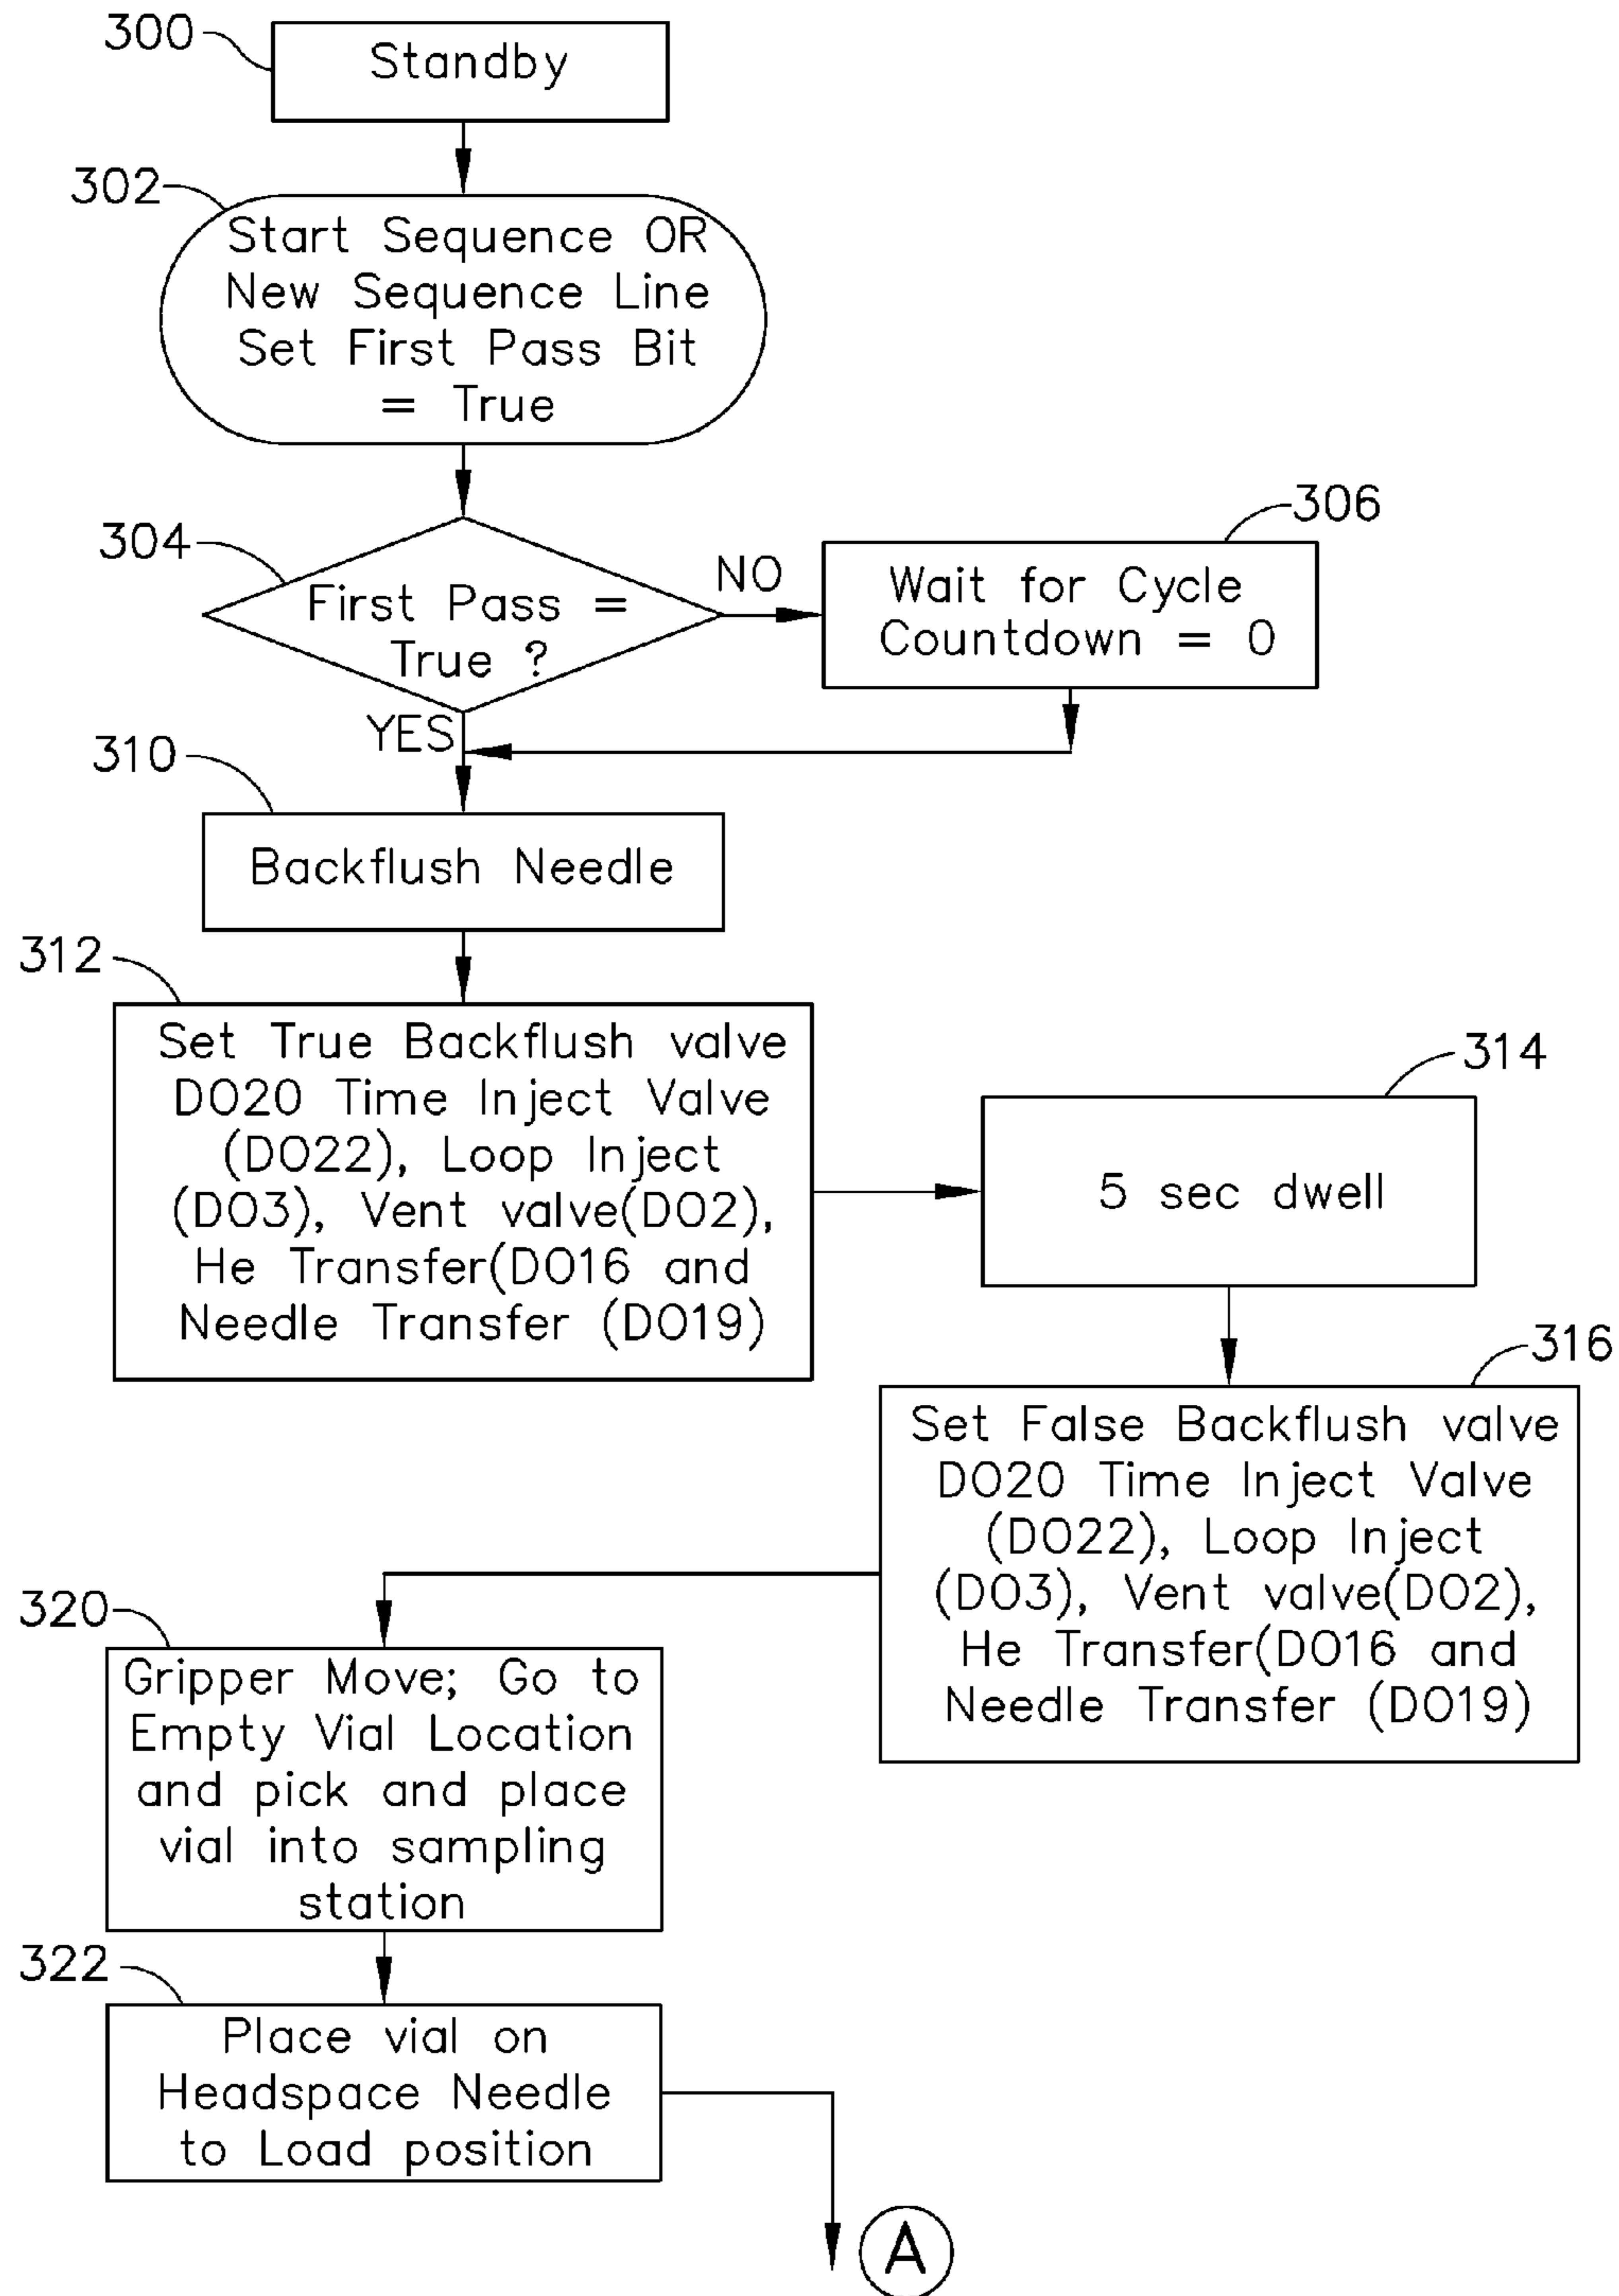 300
Standby
302
Start Sequence OR
New Sequence Line
Set First Pass Bit
= True
304
First Pass =
True ?
NO
306
Wait for Cycle
Countdown = 0
YES
310
Backflush Needle
312
Set True Backflush valve
DO20 Time Inject Valve
(DO22), Loop Inject
(DO3), Vent valve(DO2),
He Transfer(DO16 and
Needle Transfer (DO19)
314
5 sec dwell
316
Set False Backflush valve
DO20 Time Inject Valve
(DO22), Loop Inject
(DO3), Vent valve(DO2),
He Transfer(DO16 and
Needle Transfer (DO19)
320
Gripper Move; Go to
Empty Vial Location
and pick and place
vial into sampling
station
322
Place vial on
Headspace Needle
to Load position
A